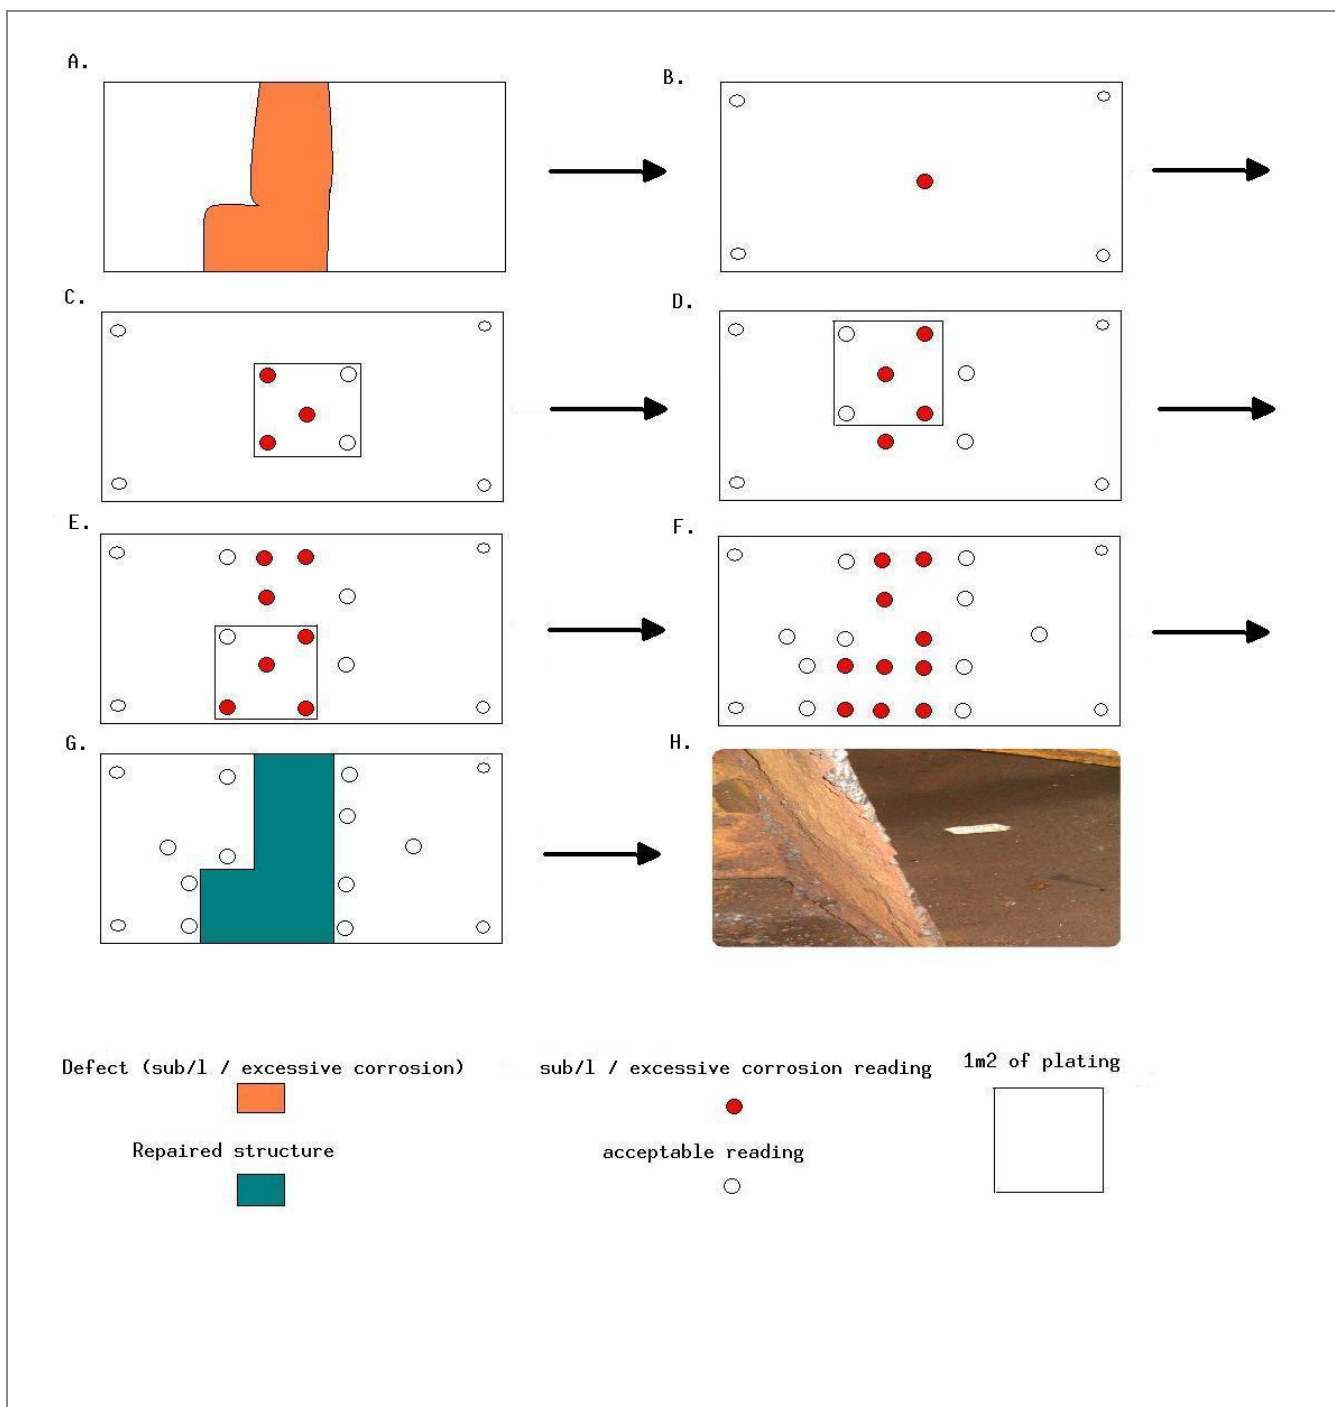 A.
B.
C.
D.
E.
F.
G.
H.
Defect (sub/l / excessive corrosion)
sub/l / excessive corrosion reading
1m2 of plating
Repaired structure
acceptable reading